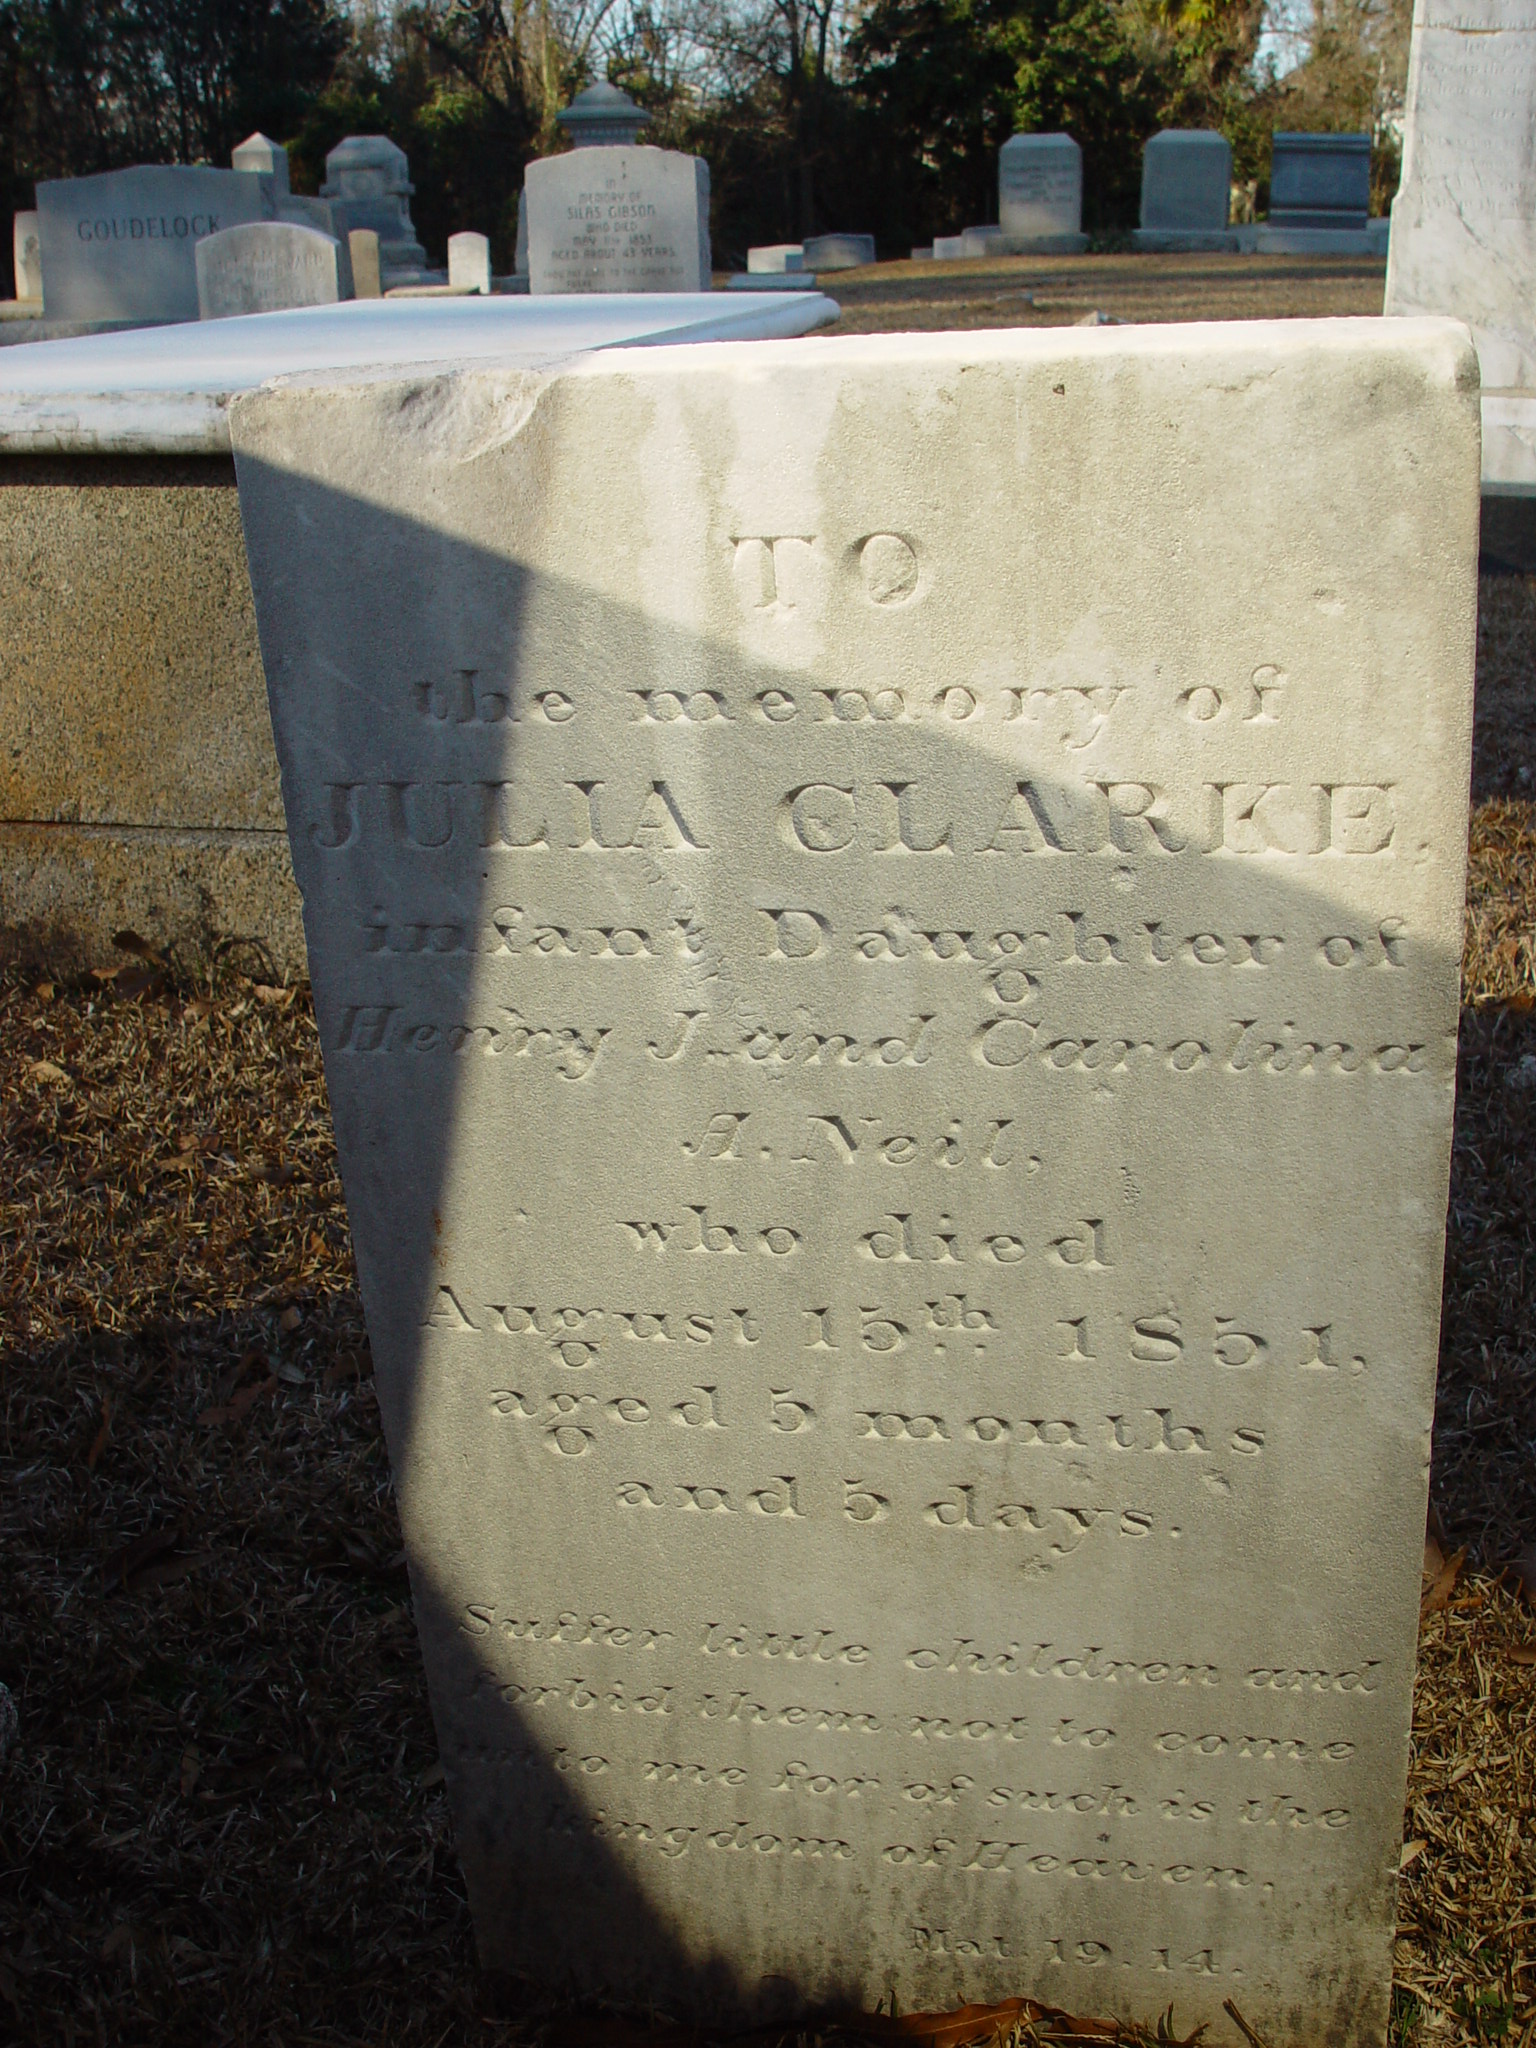 GOUDELOCK
IN
MEMORY OF
SILAS GIBSON
WHO DIED
AGED ABOUT 43 YEARS
TO
the memory of
JULIA CLARKE,
infant Daughter of
Henry J. and Carolina
A. Neil,
who died
August 15th 1851,
aged 5 months
and 5 days.
Suffer little children and
forbid them not to come
unto me for of such is the
kingdom of Heaven.
Mat 19.14.